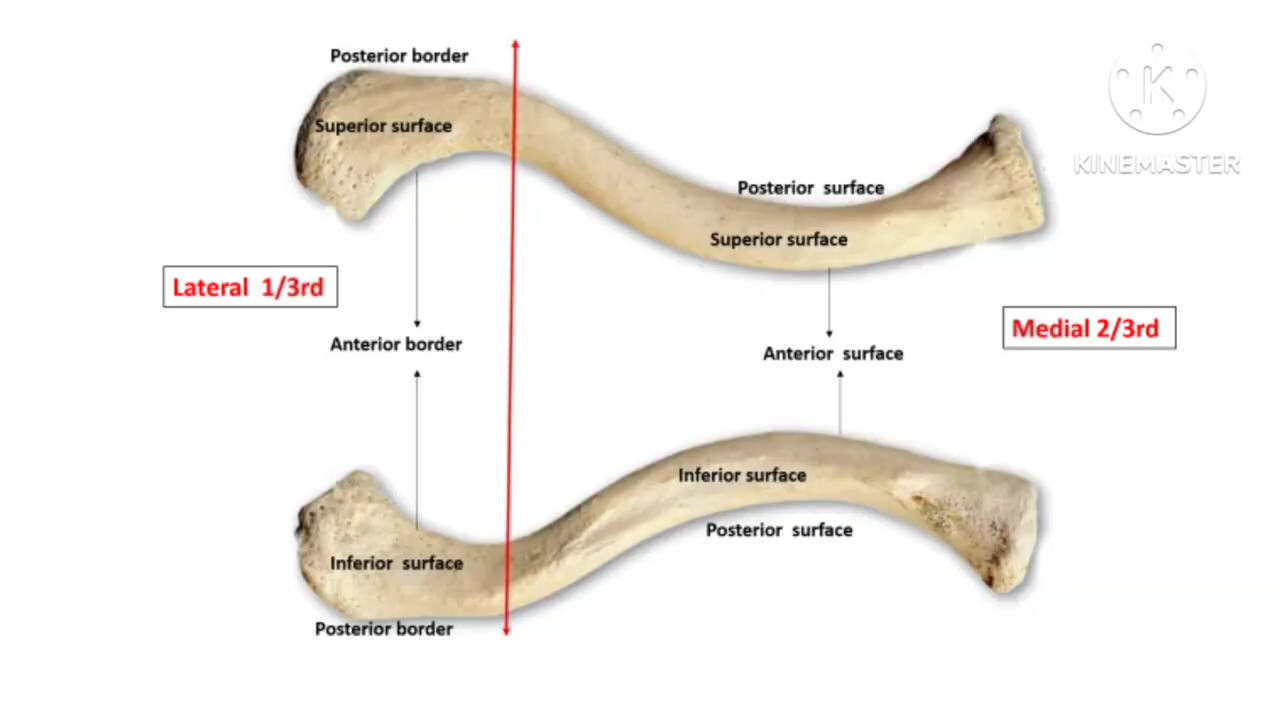 Posterior border
Superior surface
K
KINEMASTER
Posterior surface
Superior surface
Lateral 1/3rd
Medial 2/3rd
Anterior border
Anterior surface
Inferior surface
Posterior surface
Inferior surface
Posterior border